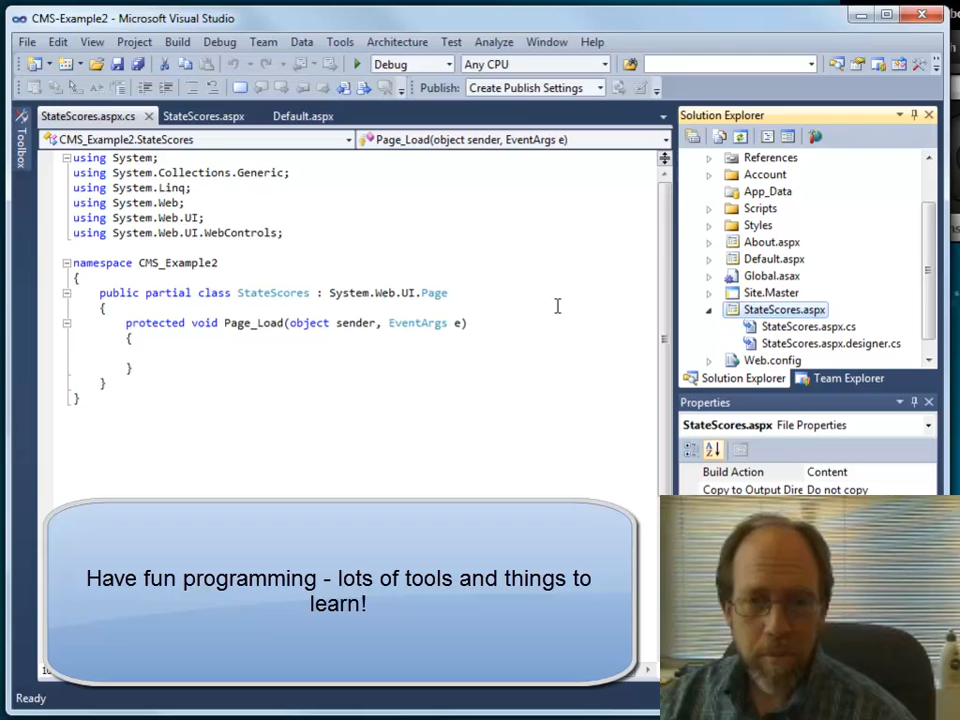 CMS-Example2 - Microsoft Visual Studio
File Edit View Project Build Debug Team Data Tools Architecture Test Analyze Window Help
Debug Any CPU
Publish: Create Publish Settings
StateScores.aspx.cs StateScores.aspx Default.aspx
Toolbox
CMS_Example2.StateScores Page_Load(object sender, EventArgs e)
using System;
using System.Collections.Generic;
using System.Linq;
using System.Web;
using System.Web.UI;
using System.Web.UI.WebControls;
namespace CMS_Example2
{
public partial class StateScores : System.Web.UI.Page
{
protected void Page_Load(object sender, EventArgs e)
{
}
}
}
Solution Explorer
References
Account
App_Data
Scripts
Styles
About.aspx
Default.aspx
Global.asax
Site.Master
StateScores.aspx
StateScores.aspx.cs
StateScores.aspx.designer.cs
Web.config
Solution Explorer Team Explorer
Properties
StateScores.aspx File Properties
Build Action Content
Copy to Output Dire Do not copy
Have fun programming - lots of tools and things to
learn!
Ready